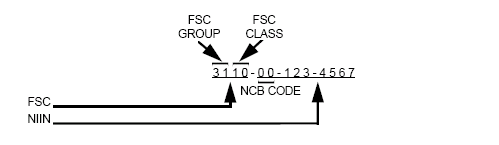 FSC GROUP
FSC CLASS
3110-00-123-4567
NCB CODE
FSC
NIIN